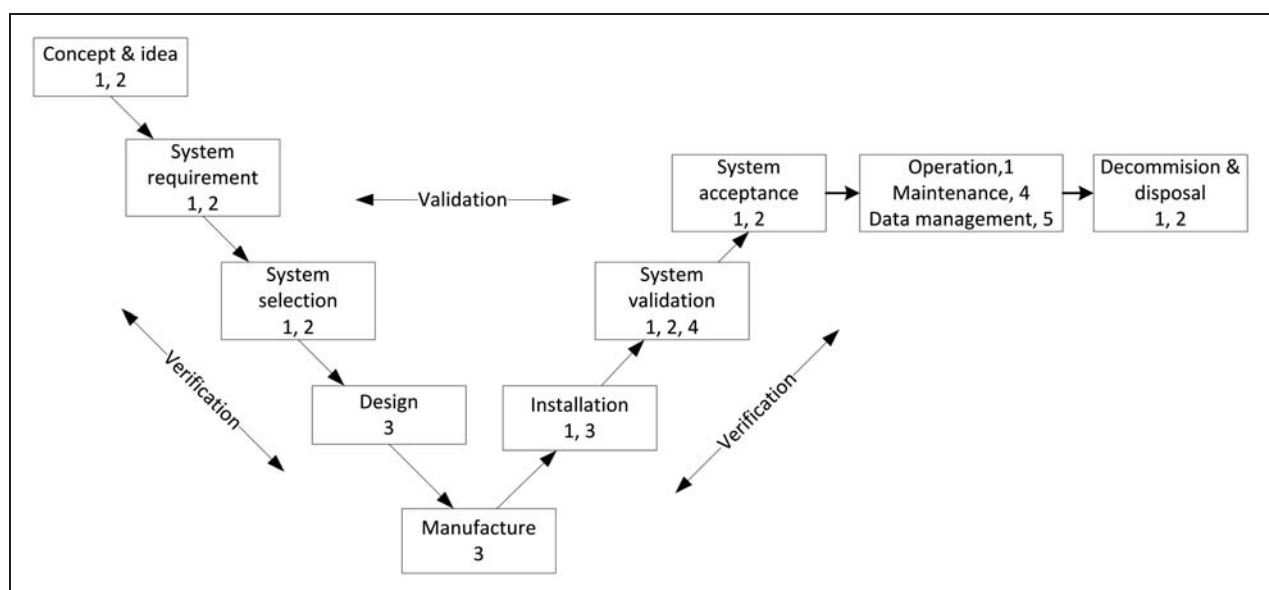 Concept & idea
1, 2
System
requirement
1, 2
System
selection
1, 2
Design
3
Manufacture
3
Installation
1, 3
System
validation
1, 2, 4
System
acceptance
1, 2
Operation,1
Maintenance, 4
Data management, 5
Decommision &
disposal
1, 2
Validation
Verification
Verification